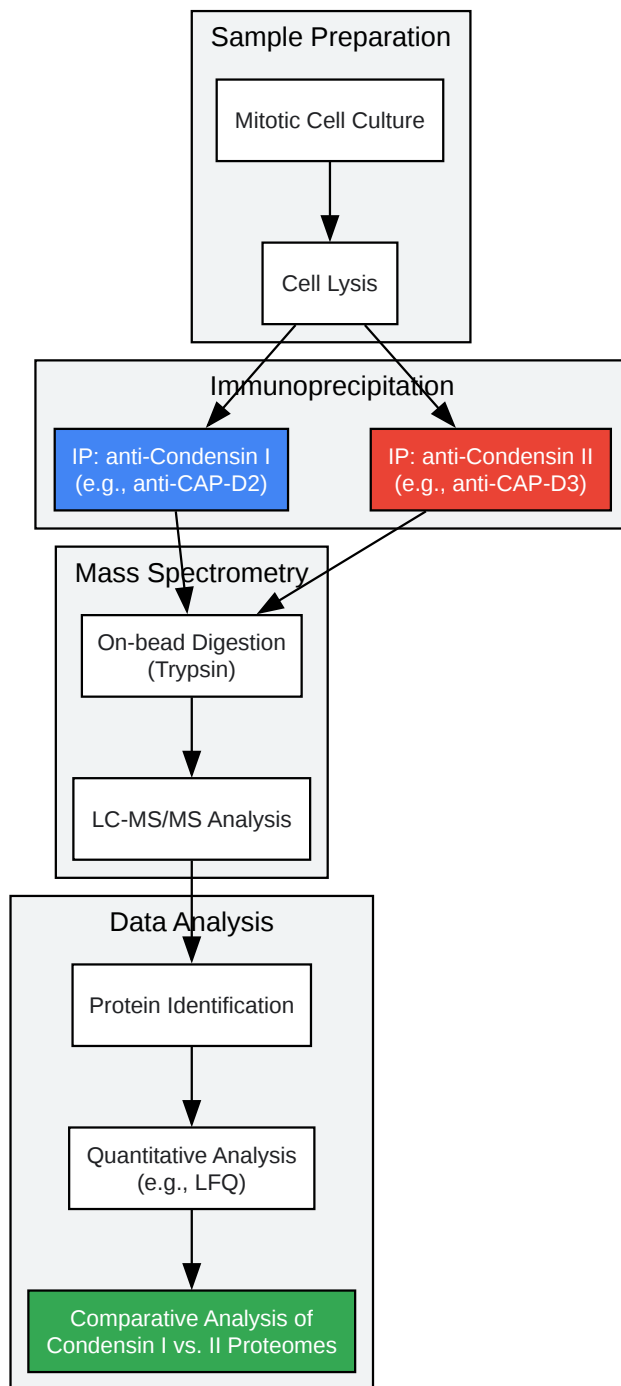 Sample Preparation
Mitotic Cell Culture
Cell Lysis
Immunoprecipitation
IP: anti-Condensin I
(e.g., anti-CAP-D2)
IP: anti-Condensin II
(e.g., anti-CAP-D3)
Mass Spectrometry
On-bead Digestion
(Trypsin)
LC-MS/MS Analysis
Data Analysis
Protein Identification
Quantitative Analysis
(e.g., LFQ)
Comparative Analysis of
Condensin I vs. II Proteomes